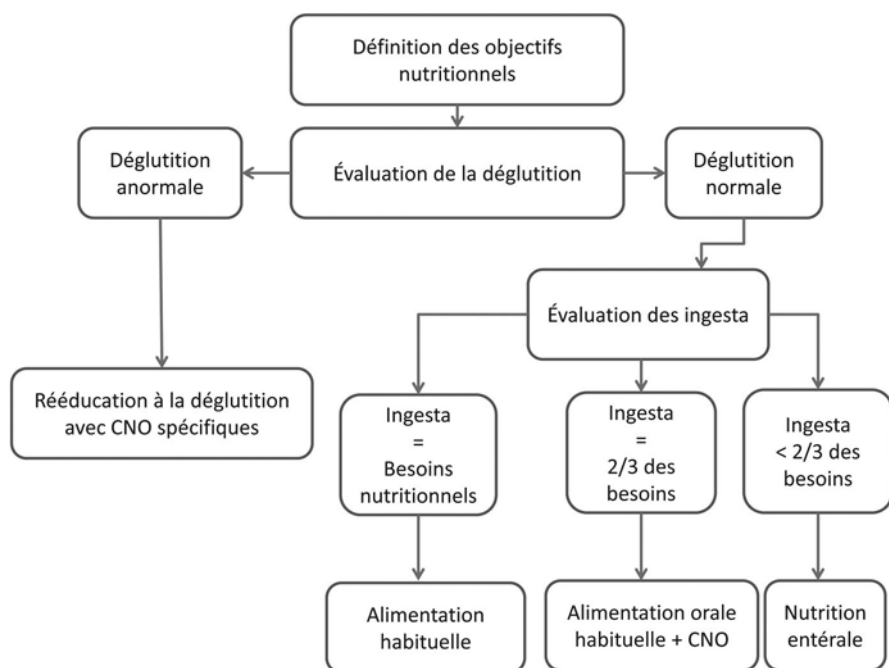 Définition des objectifs
nutritionnels
Déglutition
anormale
Évaluation de la déglutition
Déglutition
normale
Évaluation des ingesta
Rééducation à la déglutition
avec CNO spécifiques
Ingesta
=
Besoins
nutritionnels
Ingesta
=
2/3 des
besoins
Ingesta
< 2/3 des
besoins
Alimentation
habituelle
Alimentation orale
habituelle + CNO
Nutrition
entérale